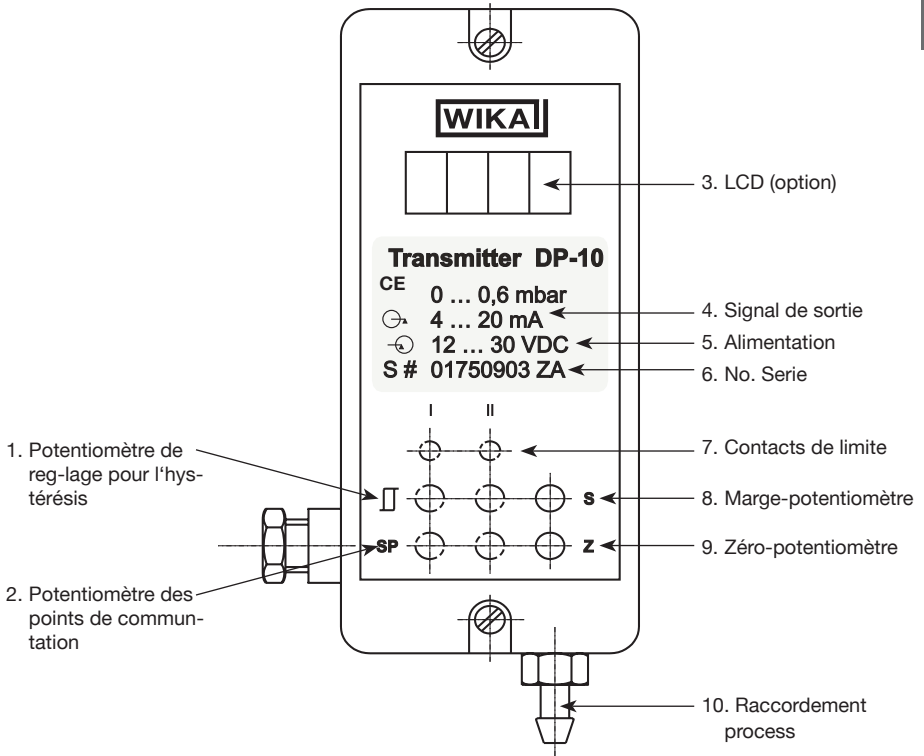 WIKA
3. LCD (option)
Transmitter DP-10
CE
0 ... 0,6 mbar
4 ... 20 mA
12 ... 30 VDC
S # 01750903 ZA
4. Signal de sortie
5. Alimentation
6. No. Serie
I II
7. Contacts de limite
1. Potentiomètre de
reg-lage pour l‘hys-
térésis
S
8. Marge-potentiomètre
SP
Z
9. Zéro-potentiomètre
2. Potentiomètre des
points de commun-
tation
10. Raccordement
process